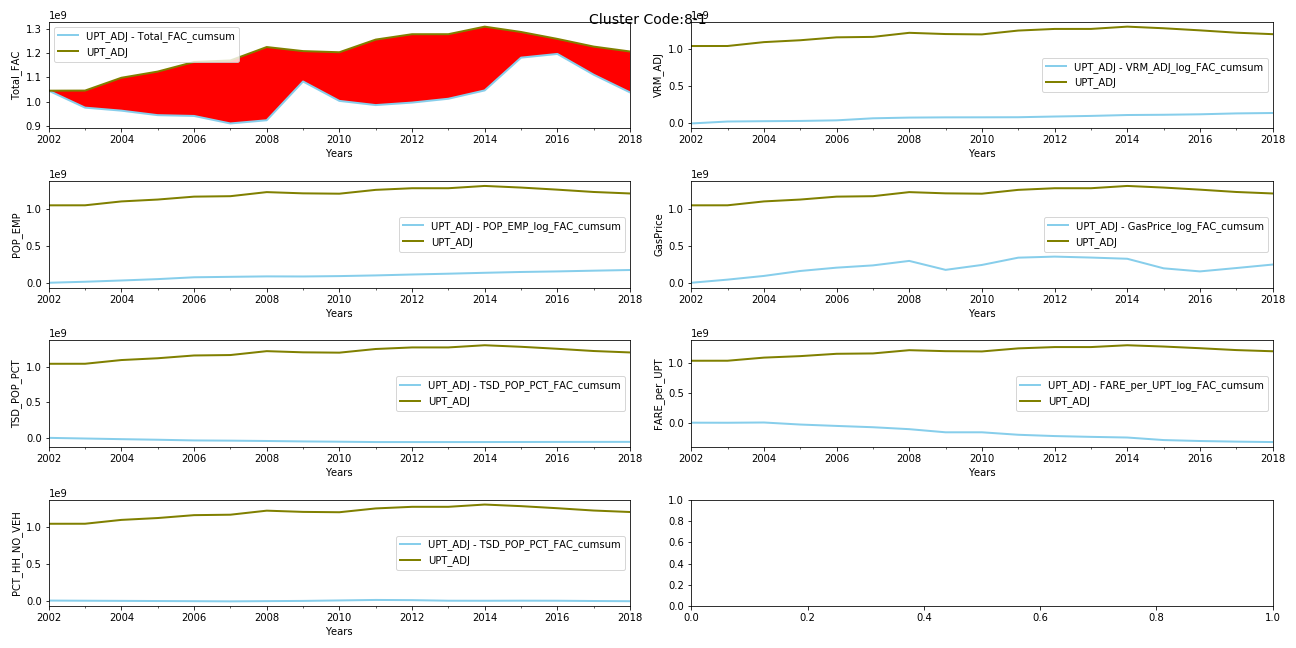 Cluster Code:8-1
1e9
Total_FAC
1.3
1.2
1.1
1.0
0.9
UPT_ADJ - Total_FAC_cumsum
UPT_ADJ
2002 2004 2006 2008 2010 2012 2014 2016 2018
Years
1e9
VRM_ADJ
1.0
0.5
0.0
UPT_ADJ - VRM_ADJ_log_FAC_cumsum
UPT_ADJ
2002 2004 2006 2008 2010 2012 2014 2016 2018
Years
1e9
POP_EMP
1.0
0.5
0.0
UPT_ADJ - POP_EMP_log_FAC_cumsum
UPT_ADJ
2002 2004 2006 2008 2010 2012 2014 2016 2018
Years
1e9
GasPrice
1.0
0.5
0.0
UPT_ADJ - GasPrice_log_FAC_cumsum
UPT_ADJ
2002 2004 2006 2008 2010 2012 2014 2016 2018
Years
1e9
TSD_POP_PCT
1.0
0.5
0.0
UPT_ADJ - TSD_POP_PCT_FAC_cumsum
UPT_ADJ
2002 2004 2006 2008 2010 2012 2014 2016 2018
Years
1e9
FARE_per_UPT
1.0
0.5
0.0
UPT_ADJ - FARE_per_UPT_log_FAC_cumsum
UPT_ADJ
2002 2004 2006 2008 2010 2012 2014 2016 2018
Years
1e9
PCT_HH_NO_VEH
1.0
0.5
0.0
UPT_ADJ - TSD_POP_PCT_FAC_cumsum
UPT_ADJ
2002 2004 2006 2008 2010 2012 2014 2016 2018
Years
1.0
0.8
0.6
0.4
0.2
0.0
0.0 0.2 0.4 0.6 0.8 1.0